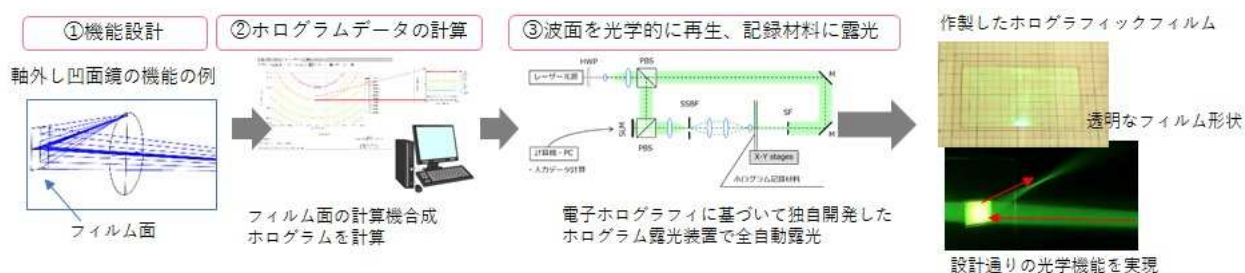 ①機能設計
②ホログラムデータの計算
③波面を光学的に再生、記録材料に露光
作製したホログラフィックフィルム
軸外し凹面鏡の機能の例
フィルム面
フィルム面の計算機合成
ホログラムを計算
レーザー光源
HWP
PBS
M
SSBF
SF
SLM
PBS
M
計算機・PC
・入力データ計算
X-Y stages
ホログラム記録材料
電子ホログラフィに基づいて独自開発した
ホログラム露光装置で全自動露光
透明なフィルム形状
設計通りの光学機能を実現